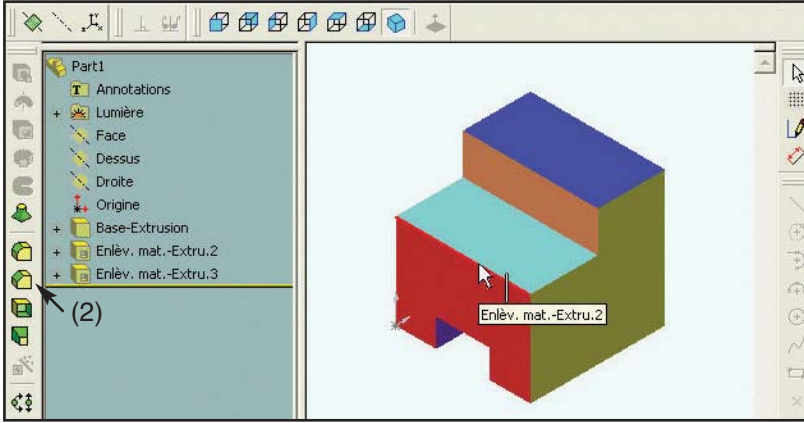 Part1
T Annotations
+ Lumière
Face
Dessus
Droite
Origine
+ Base-Extrusion
+ Enlèv. mat.-Extru.2
+ Enlèv. mat.-Extru.3
(2)
Enlèv. mat.-Extru.2